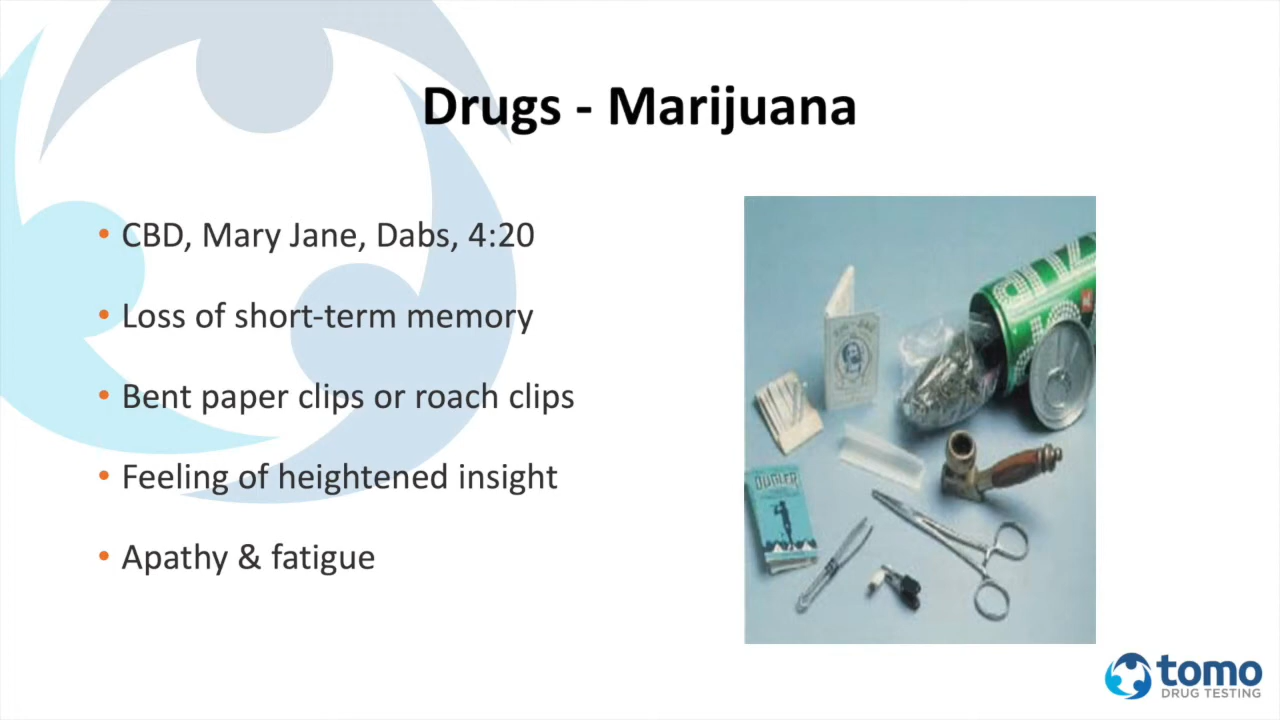 Drugs - Marijuana
• CBD, Mary Jane, Dabs, 4:20
• Loss of short-term memory
• Bent paper clips or roach clips
• Feeling of heightened insight
• Apathy & fatigue
BUGLER
tomo
DRUG TESTING